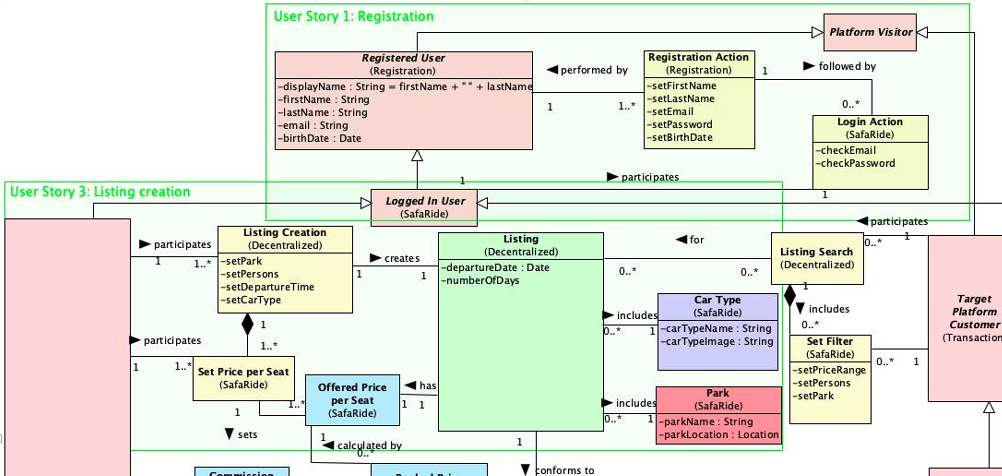 User Story 1: Registration
Platform Visitor
Registered User
(Registration)
-displayName : String = firstName + " " + lastName
-firstName : String
-lastName : String
-email : String
-birthDate : Date
performed by
1
1..*
Registration Action
(Registration)
-setFirstName
-setLastName
-setEmail
-setPassword
-setBirthDate
1
followed by
0..*
Login Action
(SafaRide)
-checkEmail
-checkPassword
1
participates
1
User Story 3: Listing creation
Logged In User
(SafaRide)
participates
1
1..*
Listing Creation
(Decentralized)
-setPark
-setPersons
-setDepartureTime
-setCarType
creates
1
1
Listing
(Decentralized)
-departureDate : Date
-numberOfDays
for
0..*
0..*
Listing Search
(Decentralized)
participates
0..*
1
Target
Platform
Customer
(Transaction
includes
0..*
1
Car Type
(SafaRide)
-carTypeName : String
-carTypeImage : String
1
includes
0..*
Set Filter
(SafaRide)
-setPriceRange
-setPersons
-setPark
0..*
1
1
1..*
participates
1
1..*
Set Price per Seat
(SafaRide)
1
sets
1..*
Offered Price
per Seat
(SafaRide)
has
1
1
includes
0..*
1
Park
(SafaRide)
-parkName : String
-parkLocation : Location
1
calculated by
0..*
1
conforms to
Commission